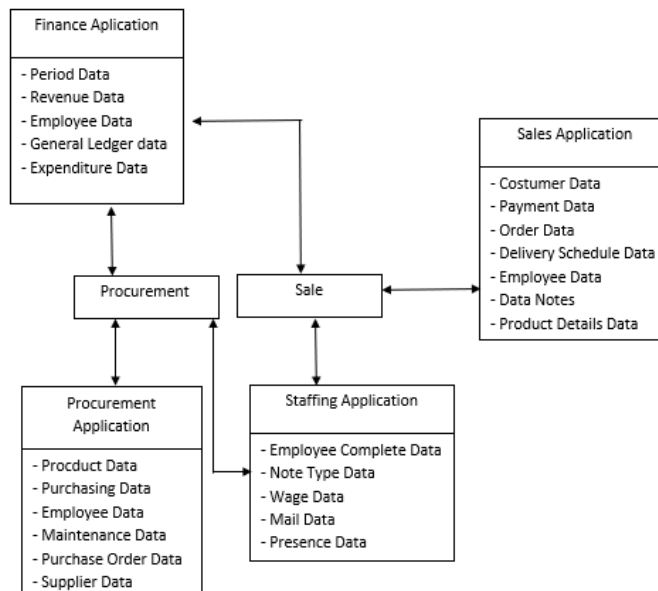 Finance Aplication
- Period Data
- Revenue Data
- Employee Data
- General Ledger data
- Expenditure Data
Sales Application
- Costumer Data
- Payment Data
- Order Data
- Delivery Schedule Data
- Employee Data
- Data Notes
- Product Details Data
Procurement
Sale
Procurement
Application
- Procduct Data
- Purchasing Data
- Employee Data
- Maintenance Data
- Purchase Order Data
- Supplier Data
Staffing Application
- Employee Complete Data
- Note Type Data
- Wage Data
- Mail Data
- Presence Data